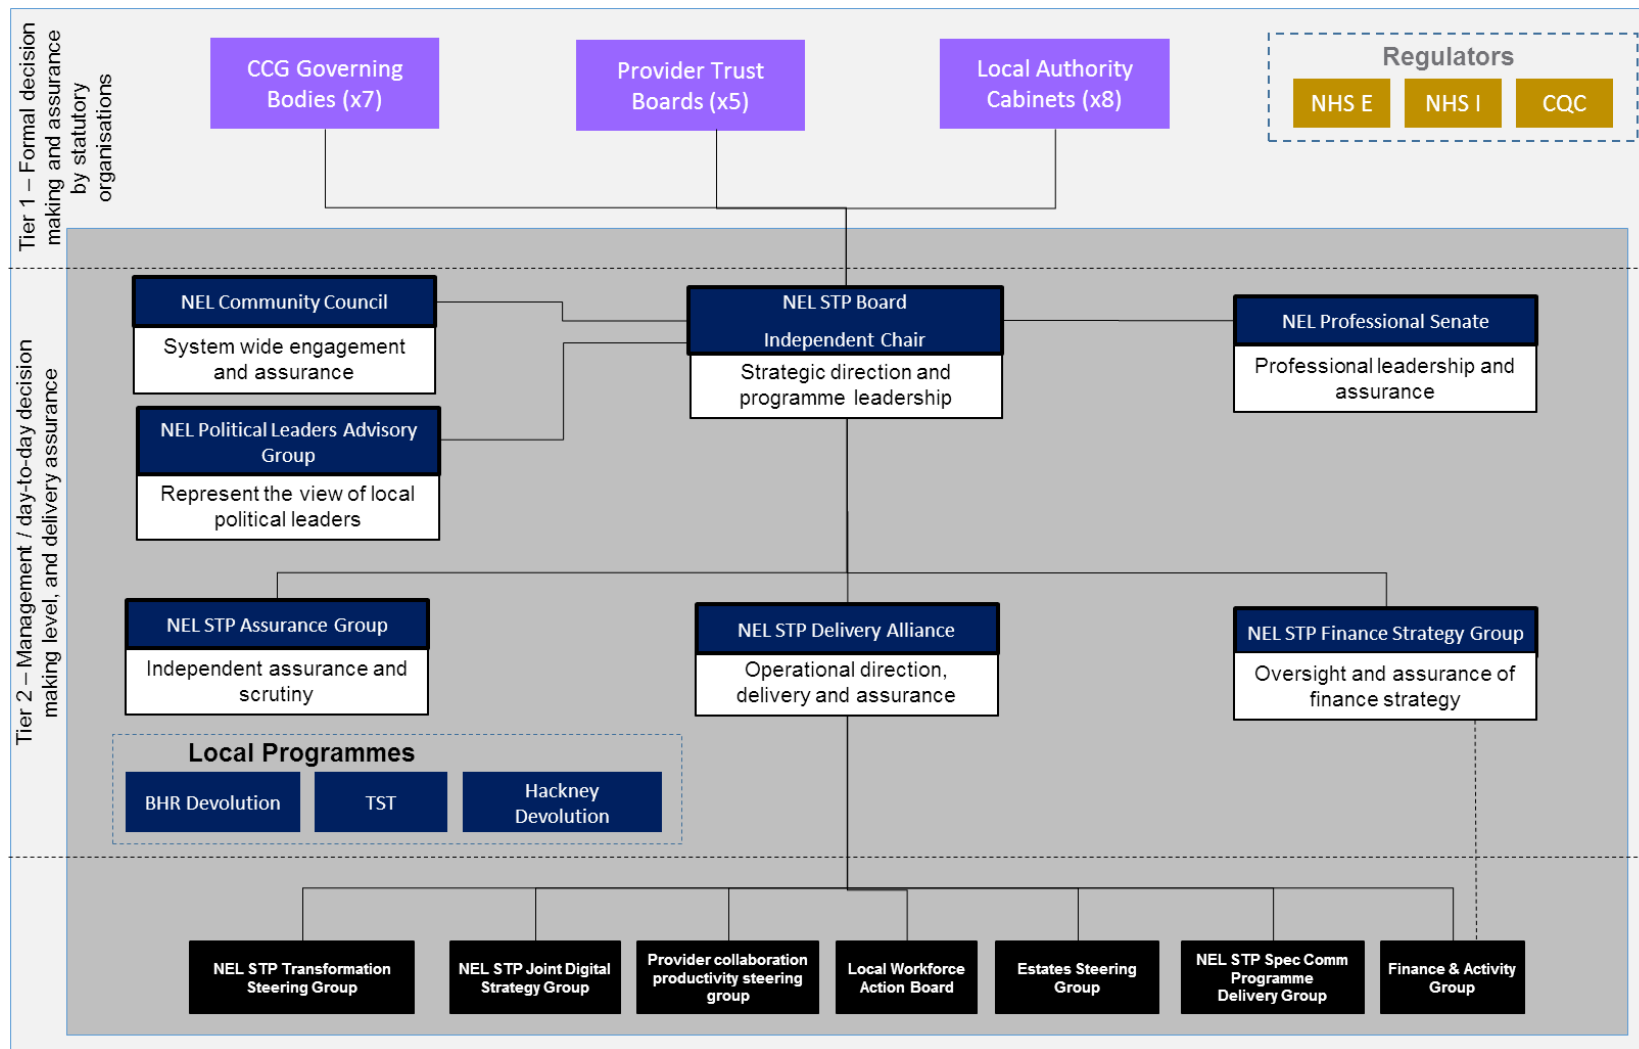 Tier 1 – Formal decision
making and assurance
by statutory
organisations
CCG Governing
Bodies (x7)
Provider Trust
Boards (x5)
Local Authority
Cabinets (x8)
Regulators
NHS E
NHS I
CQC
Tier 2 – Management / day-to-day decision
making level, and delivery assurance
NEL Community Council
System wide engagement
and assurance
NEL STP Board
Independent Chair
Strategic direction and
programme leadership
NEL Professional Senate
Professional leadership and
assurance
NEL Political Leaders Advisory
Group
Represent the view of local
political leaders
NEL STP Assurance Group
Independent assurance and
scrutiny
NEL STP Delivery Alliance
Operational direction,
delivery and assurance
NEL STP Finance Strategy Group
Oversight and assurance of
finance strategy
Local Programmes
BHR Devolution
TST
Hackney
Devolution
NEL STP Transformation
Steering Group
NEL STP Joint Digital
Strategy Group
Provider collaboration
productivity steering
group
Local Workforce
Action Board
Estates Steering
Group
NEL STP Spec Comm
Programme
Delivery Group
Finance & Activity
Group